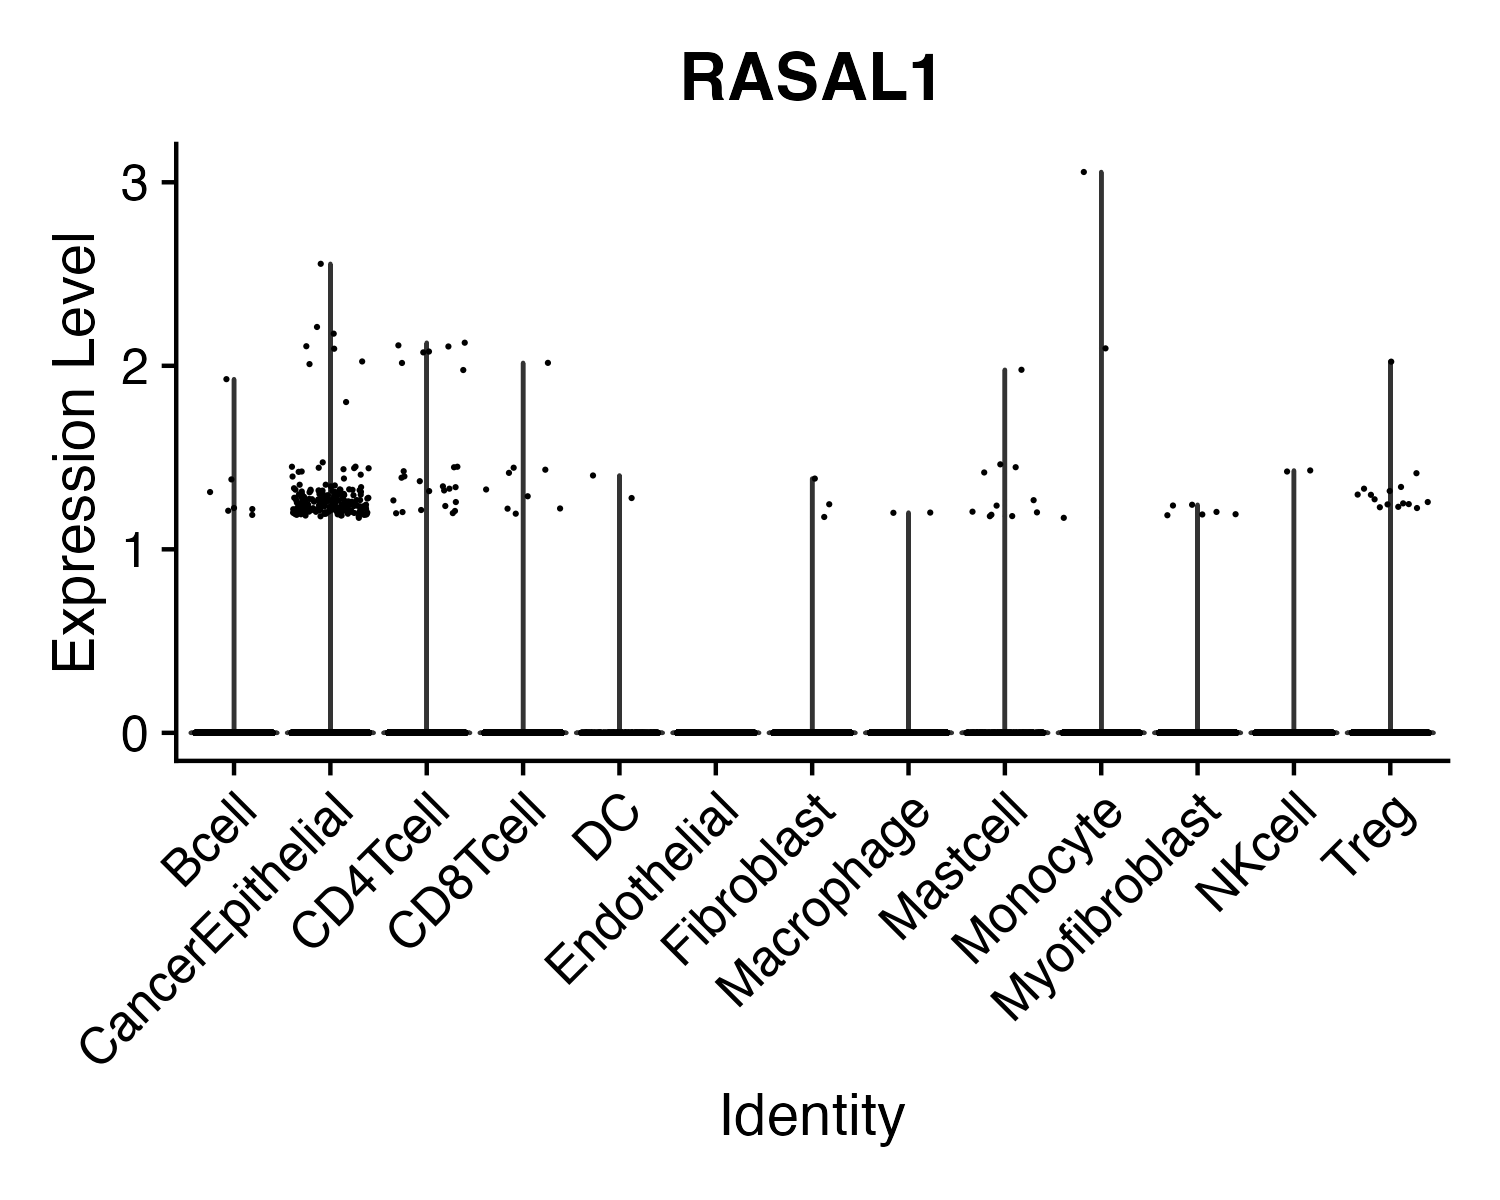 RASAL1
Expression Level
3
2
1
0
Bcell
CancerEpithelial
CD4Tcell
CD8Tcell
DC
Endothelial
Fibroblast
Macrophage
Mastcell
Monocyte
Myofibroblast
NKcell
Treg
Identity